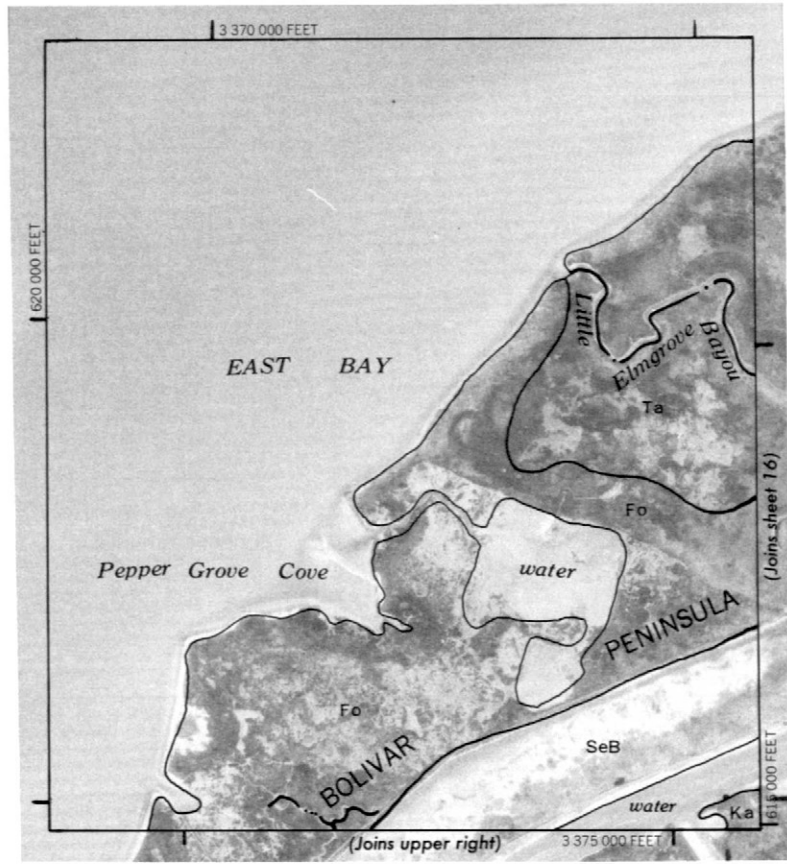 3 370 000 FEET
620 000 FEET
Little
Elmgrove
Bayou
EAST BAY
Ta
(Joins sheet 16)
Fo
Pepper Grove Cove
water
PENINSULA
Fo
SeB
BOLIVAR
water
Ka
616 000 FEET
3 375 000 FEET
(Joins upper right)